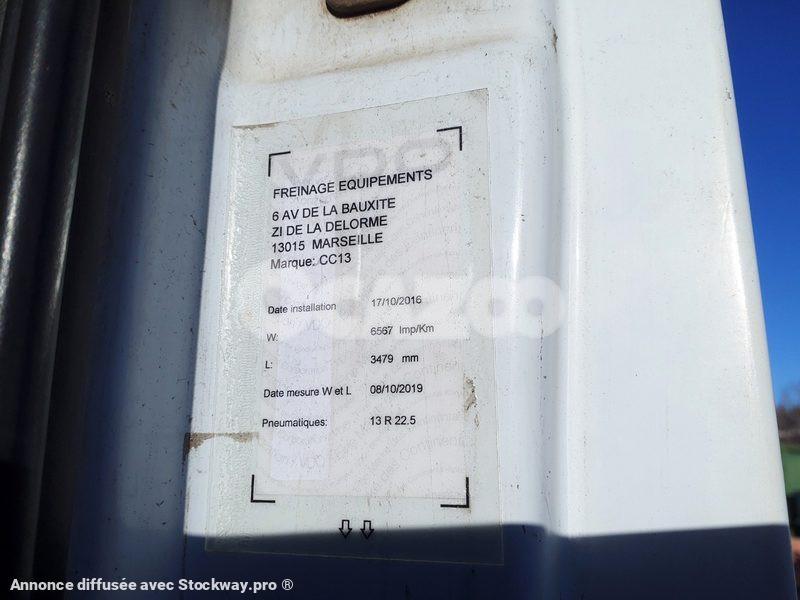 VDO
FREINAGE EQUIPEMENTS
6 AV DE LA BAUXITE
ZI DE LA DELORME
13015 MARSEILLE
Marque: CC13
OCAZOO
Date installation 17/10/2016
W: 6567 Imp/Km
L: 3479 mm
Date mesure W et L 08/10/2019
Pneumatiques: 13 R 22.5
Annonce diffusée avec Stockway.pro ®